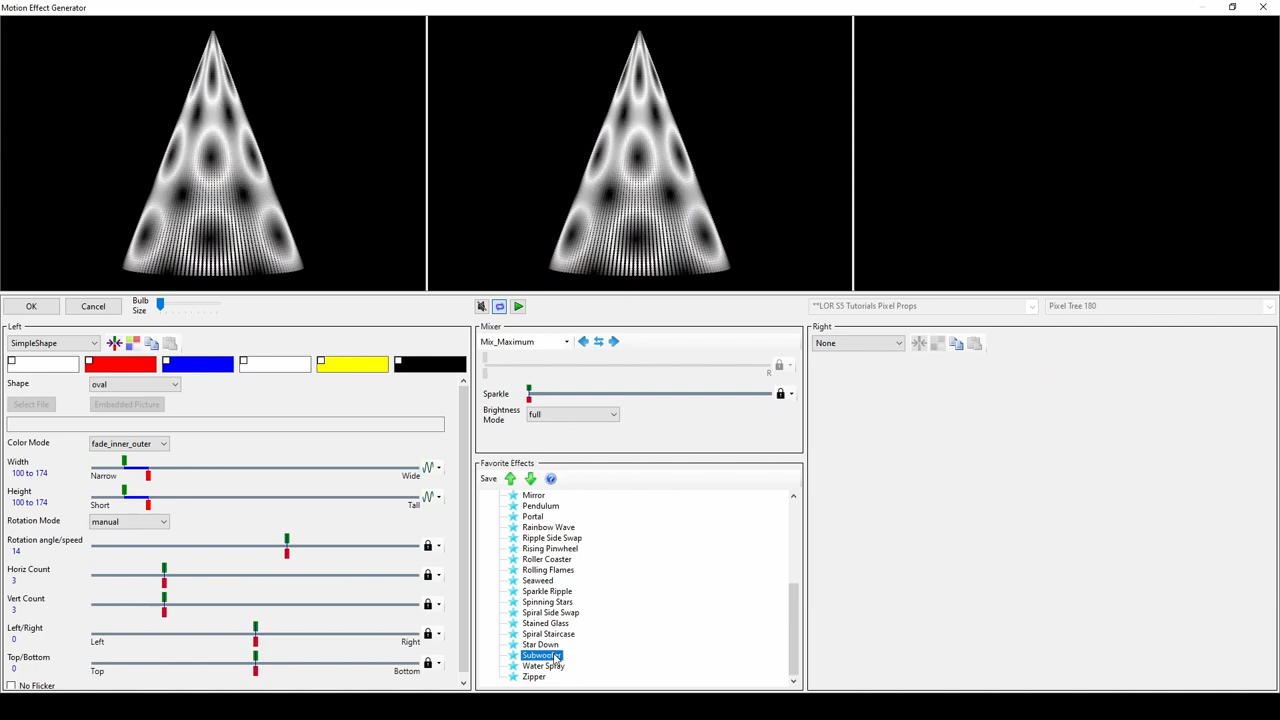 Motion Effect Generator
OK
Cancel
Bulb
Size
**LOR S5 Tutorials Pixel Props
Pixel Tree 180
Left
SimpleShape
Shape
oval
Select File
Embedded Picture
Color Mode
fade_inner_outer
Width
100 to 174
Narrow
Wide
Height
100 to 174
Short
Tall
Rotation Mode
manual
Rotation angle/speed
14
Horiz Count
3
Vert Count
3
Left/Right
0
Left
Right
Top/Bottom
0
Top
Bottom
No Flicker
Mixer
Mix_Maximum
R
Sparkle
Brightness
Mode
full
Favorite Effects
Save
Mirror
Pendulum
Portal
Rainbow Wave
Ripple Side Swap
Rising Pinwheel
Roller Coaster
Rolling Flames
Seaweed
Sparkle Ripple
Spinning Stars
Spiral Side Swap
Stained Glass
Spiral Staircase
Star Down
Subwoofer
Water Spray
Zipper
Right
None